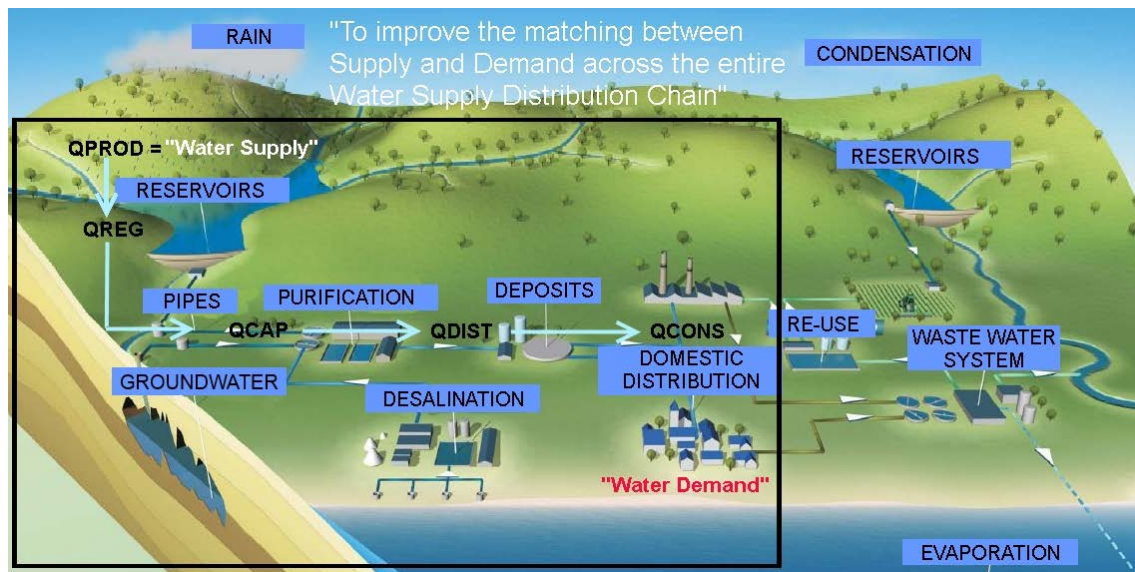 RAIN
"To improve the matching between
Supply and Demand across the entire
Water Supply Distribution Chain"
CONDENSATION
QPROD = "Water Supply"
RESERVOIRS
RESERVOIRS
QREG
PIPES
PURIFICATION
DEPOSITS
QCAP
QDIST
QCONS
RE-USE
WASTE WATER
SYSTEM
GROUNDWATER
DESALINATION
DOMESTIC
DISTRIBUTION
"Water Demand"
EVAPORATION